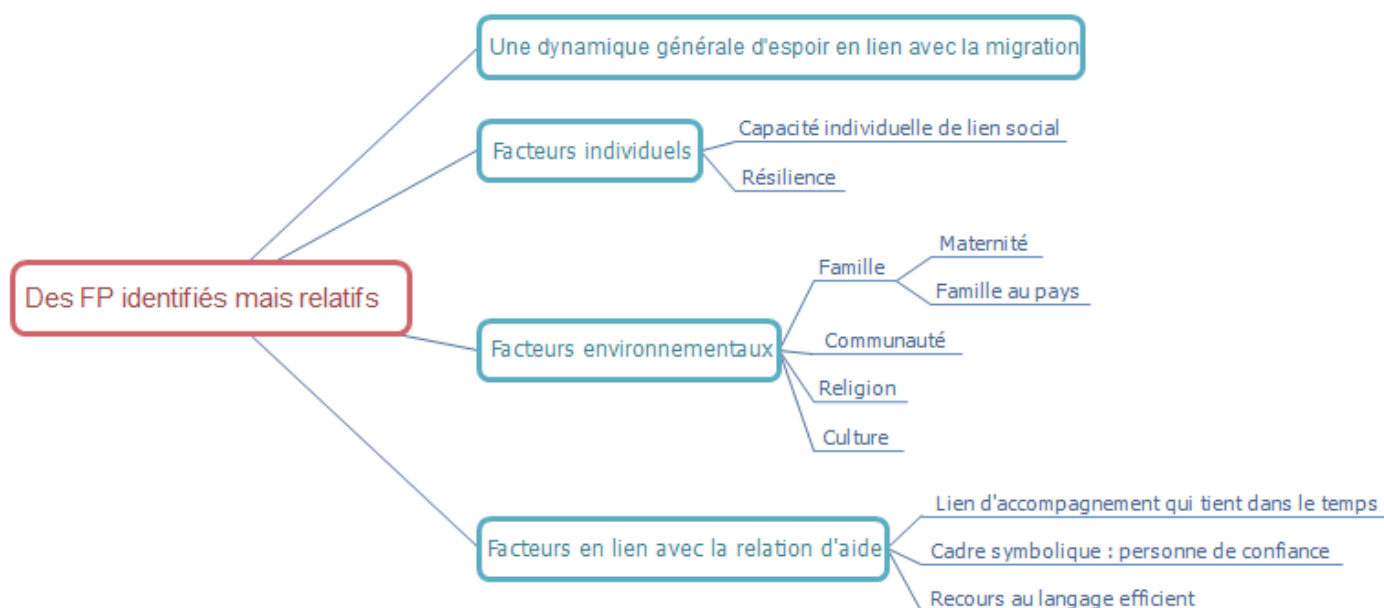 Une dynamique générale d'espoir en lien avec la migration
Facteurs individuels
Capacité individuelle de lien social
Résilience
Des FP identifiés mais relatifs
Facteurs environnementaux
Famille
Maternité
Famille au pays
Communauté
Religion
Culture
Facteurs en lien avec la relation d'aide
Lien d'accompagnement qui tient dans le temps
Cadre symbolique : personne de confiance
Recours au langage efficient